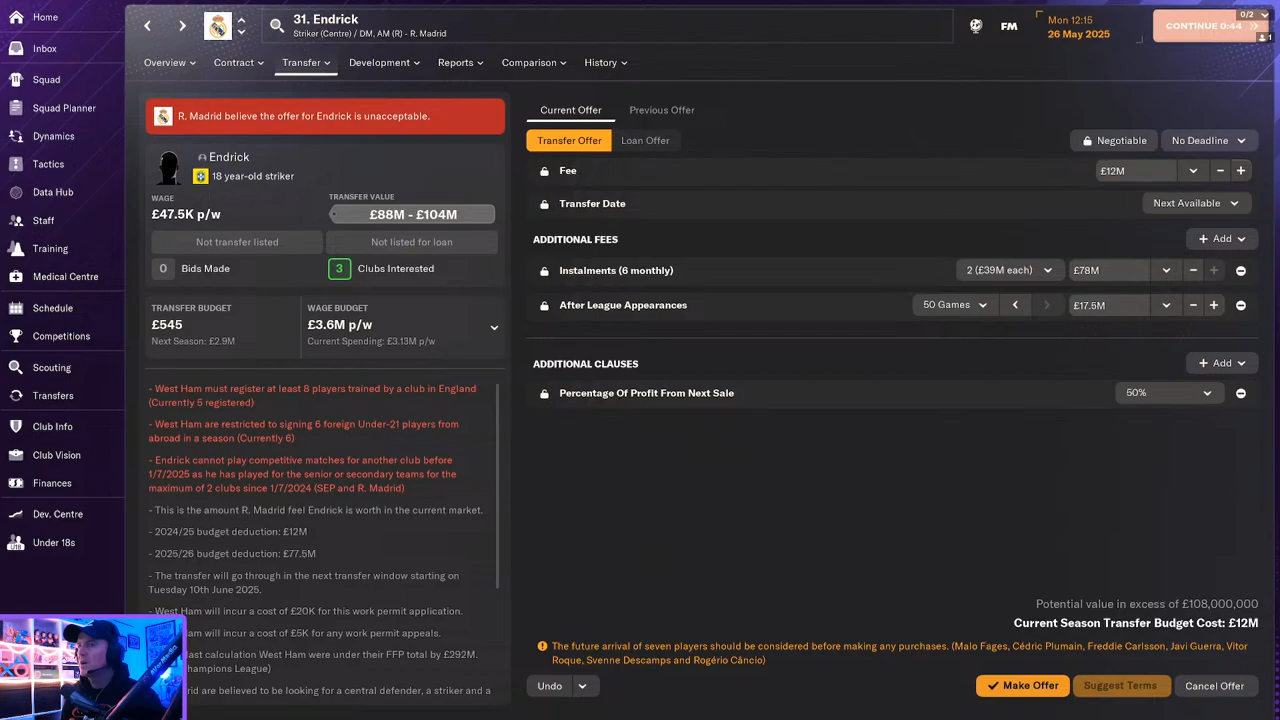 Home
Inbox
Squad
Squad Planner
Dynamics
Tactics
Data Hub
Staff
Training
Medical Centre
Schedule
Competitions
Scouting
Transfers
Club Info
Club Vision
Finances
Dev. Centre
Under 18s
31. Endrick
Striker (Centre) / DM, AM (R) - R. Madrid
FM
Mon 12:15
26 May 2025
CONTINUE 0:44
0/2
1
Overview
Contract
Transfer
Development
Reports
Comparison
History
R. Madrid believe the offer for Endrick is unacceptable.
Endrick
18 year-old striker
WAGE
£47.5K p/w
TRANSFER VALUE
£88M - £104M
Not transfer listed
Not listed for loan
0 Bids Made
3 Clubs Interested
TRANSFER BUDGET
£545
Next Season: £2.9M
WAGE BUDGET
£3.6M p/w
Current Spending: £3.13M p/w
- West Ham must register at least 8 players trained by a club in England
(Currently 5 registered)
- West Ham are restricted to signing 6 foreign Under-21 players from
abroad in a season (Currently 6)
- Endrick cannot play competitive matches for another club before
1/7/2025 as he has played for the senior or secondary teams for the
maximum of 2 clubs since 1/7/2024 (SEP and R. Madrid)
- This is the amount R. Madrid feel Endrick is worth in the current market.
- 2024/25 budget deduction: £12M
- 2025/26 budget deduction: £77.5M
- The transfer will go through in the next transfer window starting on
Tuesday 10th June 2025.
- West Ham will incur a cost of £20K for this work permit application.
am will incur a cost of £5K for any work permit appeals.
ast calculation West Ham were under their FFP total by £292M.
hampions League)
rid are believed to be looking for a central defender, a striker and a
Current Offer
Previous Offer
Transfer Offer
Loan Offer
Negotiable
No Deadline
Fee
£12M
Transfer Date
Next Available
ADDITIONAL FEES
Add
Instalments (6 monthly)
2 (£39M each)
£78M
After League Appearances
50 Games
£17.5M
ADDITIONAL CLAUSES
Add
Percentage Of Profit From Next Sale
50%
Potential value in excess of £108,000,000
Current Season Transfer Budget Cost: £12M
The future arrival of seven players should be considered before making any purchases. (Malo Fages, Cédric Plumain, Freddie Carlsson, Javi Guerra, Vitor
Roque, Svenne Descamps and Rogério Câncio)
Undo
Make Offer
Suggest Terms
Cancel Offer